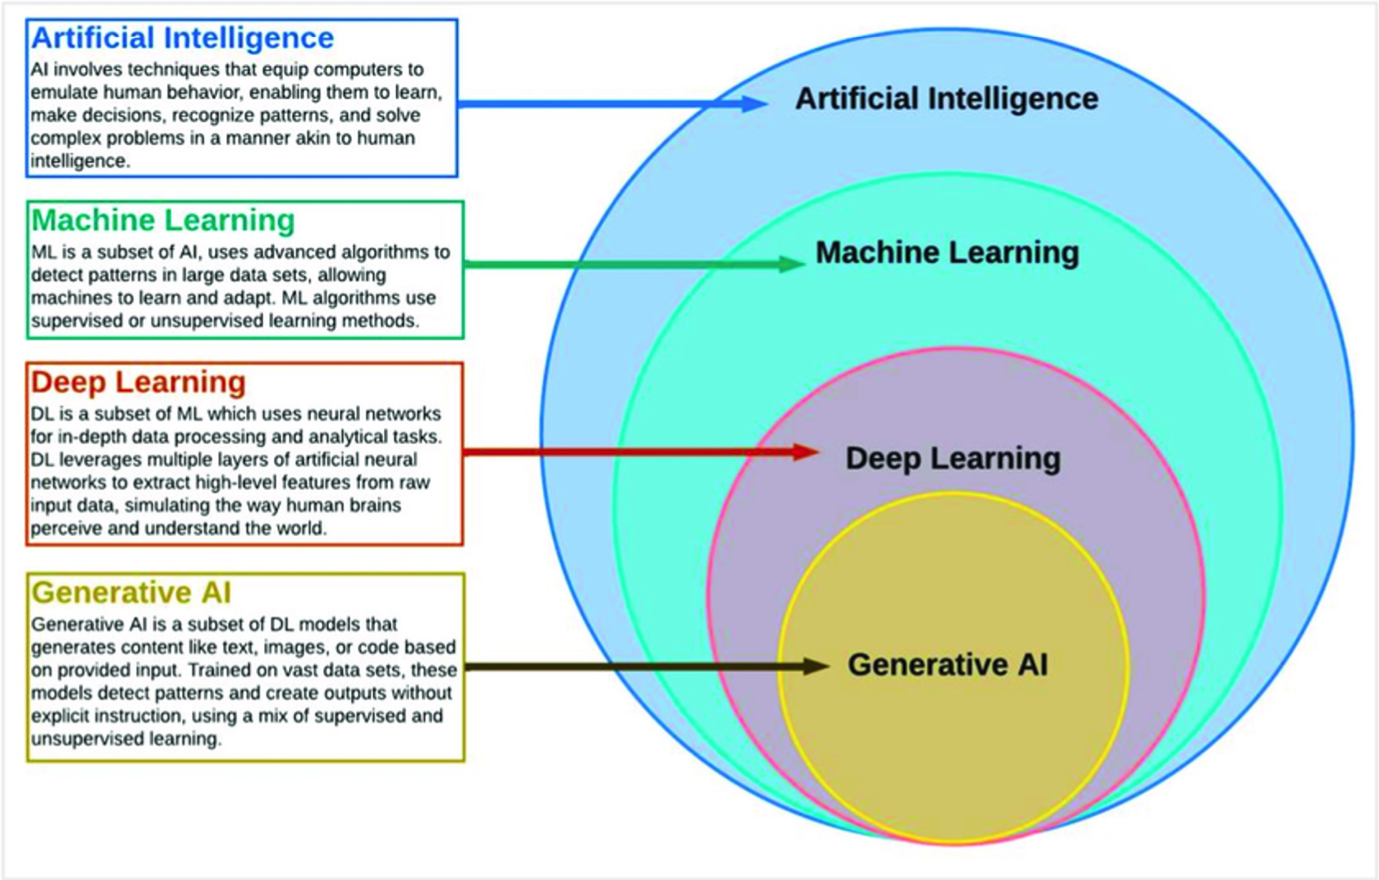 Artificial Intelligence
AI involves techniques that equip computers to
emulate human behavior, enabling them to learn,
make decisions, recognize patterns, and solve
complex problems in a manner akin to human
intelligence.
Machine Learning
ML is a subset of AI, uses advanced algorithms to
detect patterns in large data sets, allowing
machines to learn and adapt. ML algorithms use
supervised or unsupervised learning methods.
Deep Learning
DL is a subset of ML which uses neural networks
for in-depth data processing and analytical tasks.
DL leverages multiple layers of artificial neural
networks to extract high-level features from raw
input data, simulating the way human brains
perceive and understand the world.
Generative AI
Generative AI is a subset of DL models that
generates content like text, images, or code based
on provided input. Trained on vast data sets, these
models detect patterns and create outputs without
explicit instruction, using a mix of supervised and
unsupervised learning.
Artificial Intelligence
Machine Learning
Deep Learning
Generative AI